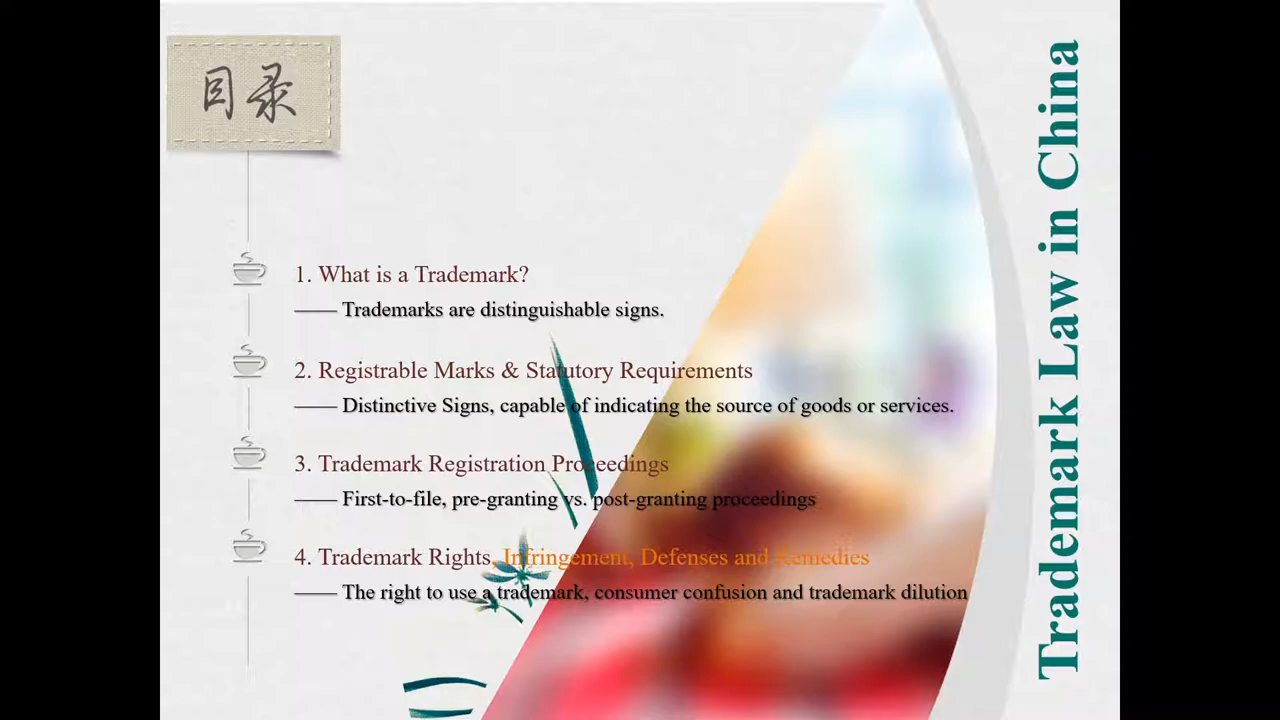 目录
1. What is a Trademark?
—— Trademarks are distinguishable signs.
2. Registrable Marks & Statutory Requirements
—— Distinctive Signs, capable of indicating the source of goods or services.
3. Trademark Registration Proceedings
—— First-to-file, pre-granting vs. post-granting proceedings
4. Trademark Rights, Infringement, Defenses and Remedies
—— The right to use a trademark, consumer confusion and trademark dilution
Trademark Law in China